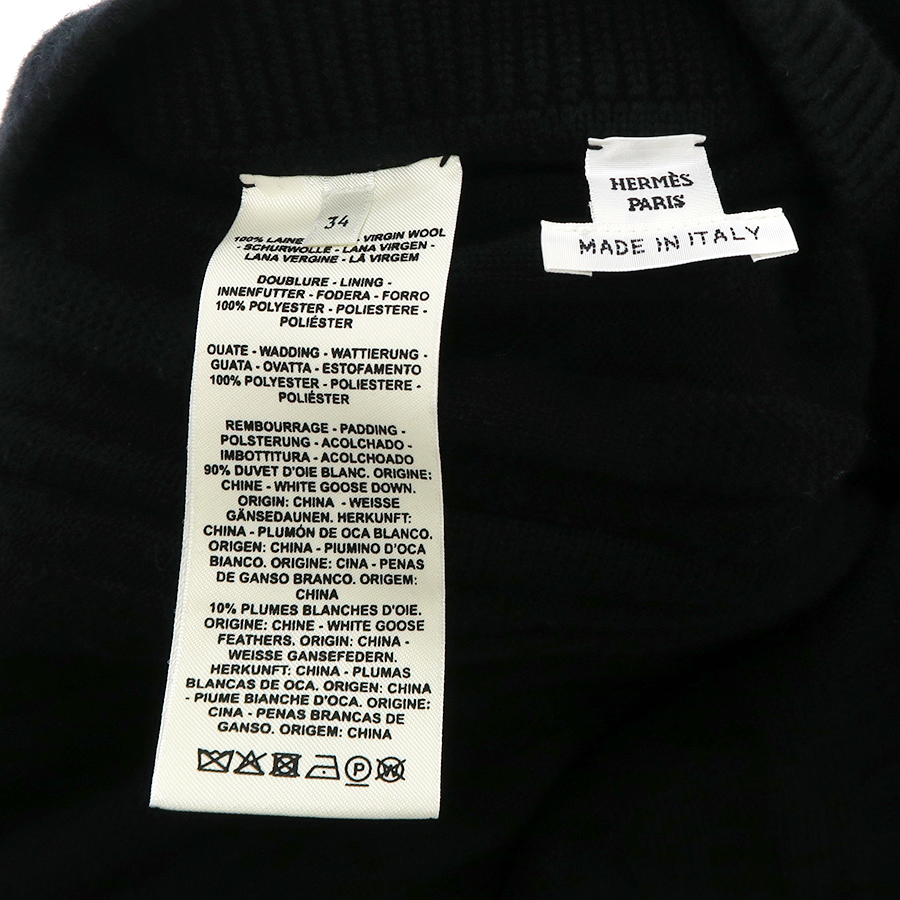 34
100% LAINE VIRGIN WOOL
- SCHURWOLLE - LANA VIRGEN -
LANA VERGINE - LÃ VIRGEM
DOUBLURE - LINING -
INNENFUTTER - FODERA - FORRO
100% POLYESTER - POLIESTERE -
POLIÉSTER
OUATE - WADDING - WATTIERUNG -
GUATA - OVATTA - ESTOFAMENTO
100% POLYESTER - POLIESTERE -
POLIÉSTER
REMBOURRAGE - PADDING -
POLSTERUNG - ACOLCHADO -
IMBOTTITURA - ACOLCHOADO
90% DUVET D'OIE BLANC. ORIGINE:
CHINE - WHITE GOOSE DOWN.
ORIGIN: CHINA - WEISSE
GÄNSEDAUNEN. HERKUNFT:
CHINA - PLUMÓN DE OCA BLANCO.
ORIGEN: CHINA - PIUMINO D'OCA
BIANCO. ORIGINE: CINA - PENAS
DE GANSO BRANCO. ORIGEM:
CHINA
10% PLUMES BLANCHES D'OIE.
ORIGINE: CHINE - WHITE GOOSE
FEATHERS. ORIGIN: CHINA -
WEISSE GANSEFEDERN.
HERKUNFT: CHINA - PLUMAS
BLANCAS DE OCA. ORIGEN: CHINA
- PIUME BIANCHE D'OCA. ORIGINE:
CINA - PENAS BRANCAS DE
GANSO. ORIGEM: CHINA
P W
HERMÈS
PARIS
MADE IN ITALY